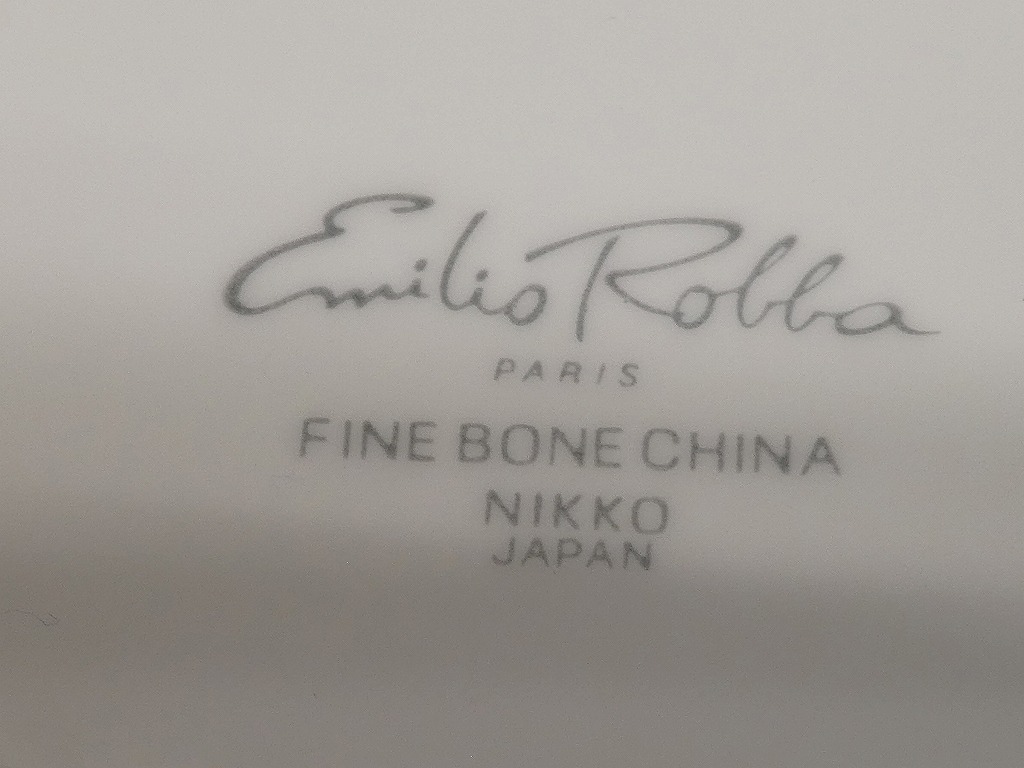 Emilio Robba
PARIS
FINE BONE CHINA
NIKKO
JAPAN